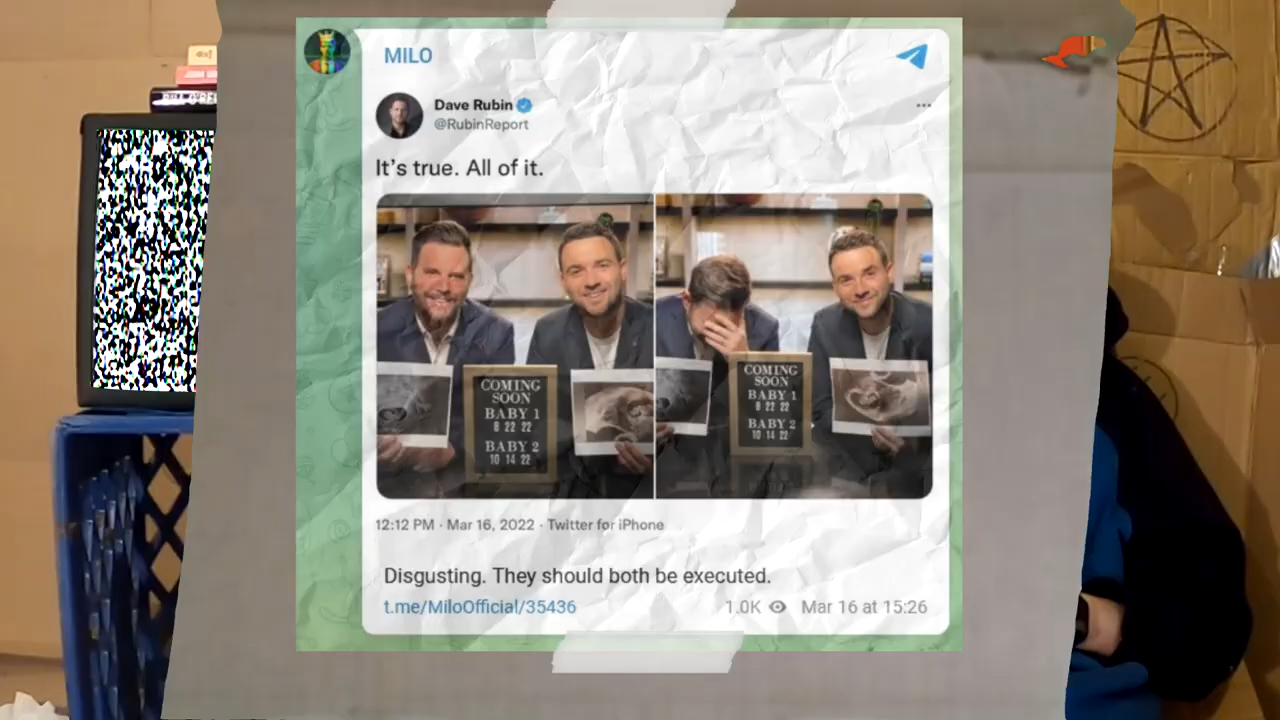 MILO
Dave Rubin
@RubinReport
It's true. All of it.
COMING
SOON
BABY 1
8 22 22
BABY 2
10 14 22
COMING
SOON
BABY 1
8 22 22
BABY 2
10 14 22
12:12 PM · Mar 16, 2022 · Twitter for iPhone
Disgusting. They should both be executed.
t.me/MiloOfficial/35436
1.0K
Mar 16 at 15:26